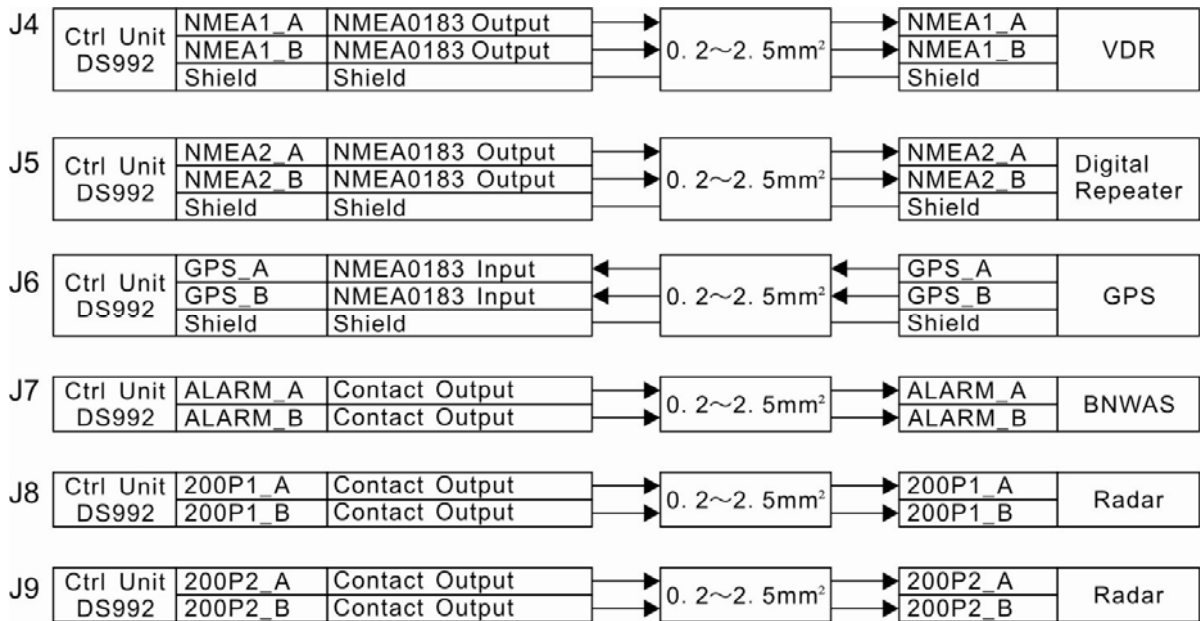 J4 Ctrl Unit DS992 NMEA1_A NMEA0183 Output 0. 2～2. 5mm² NMEA1_A VDR
NMEA1_B NMEA0183 Output NMEA1_B
Shield Shield Shield
J5 Ctrl Unit DS992 NMEA2_A NMEA0183 Output 0. 2～2. 5mm² NMEA2_A Digital Repeater
NMEA2_B NMEA0183 Output NMEA2_B
Shield Shield Shield
J6 Ctrl Unit DS992 GPS_A NMEA0183 Input 0. 2～2. 5mm² GPS_A GPS
GPS_B NMEA0183 Input GPS_B
Shield Shield Shield
J7 Ctrl Unit DS992 ALARM_A Contact Output 0. 2～2. 5mm² ALARM_A BNWAS
ALARM_B Contact Output ALARM_B
J8 Ctrl Unit DS992 200P1_A Contact Output 0. 2～2. 5mm² 200P1_A Radar
200P1_B Contact Output 200P1_B
J9 Ctrl Unit DS992 200P2_A Contact Output 0. 2～2. 5mm² 200P2_A Radar
200P2_B Contact Output 200P2_B